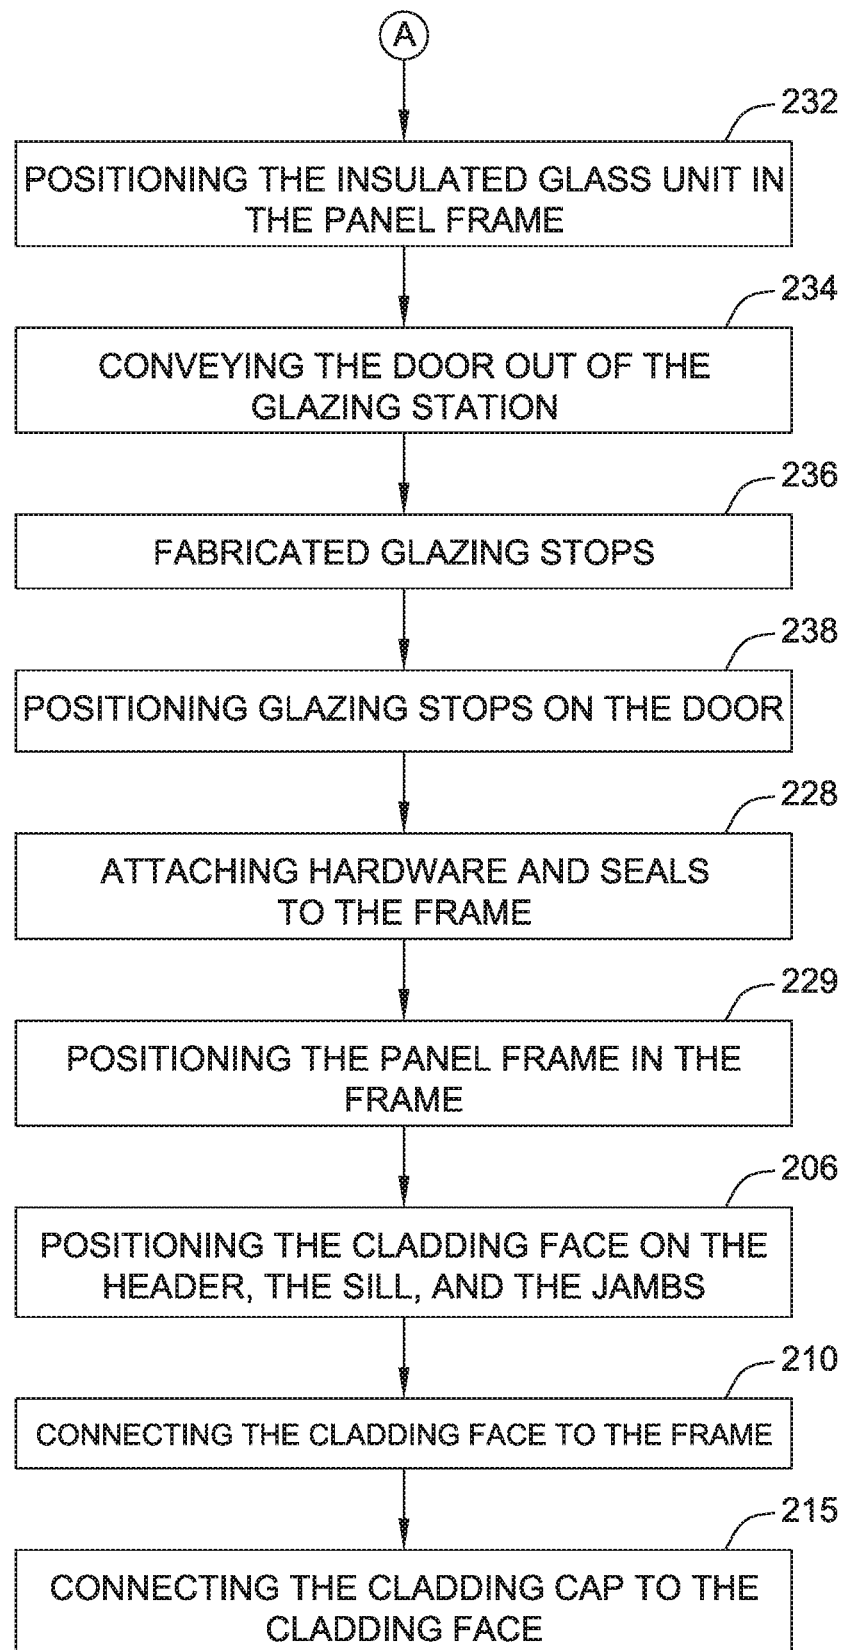 A
232
POSITIONING THE INSULATED GLASS UNIT IN
THE PANEL FRAME
234
CONVEYING THE DOOR OUT OF THE
GLAZING STATION
236
FABRICATED GLAZING STOPS
238
POSITIONING GLAZING STOPS ON THE DOOR
228
ATTACHING HARDWARE AND SEALS
TO THE FRAME
229
POSITIONING THE PANEL FRAME IN THE
FRAME
206
POSITIONING THE CLADDING FACE ON THE
HEADER, THE SILL, AND THE JAMBS
210
CONNECTING THE CLADDING FACE TO THE FRAME
215
CONNECTING THE CLADDING CAP TO THE
CLADDING FACE